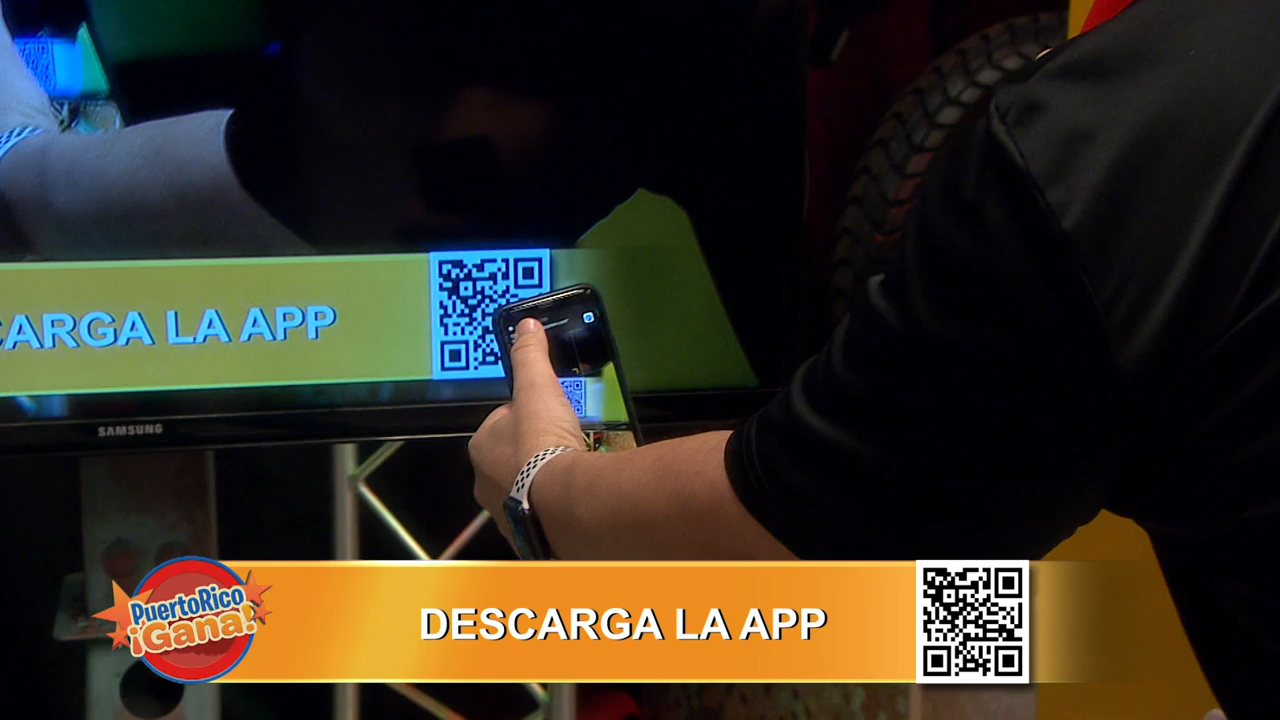 CARGA LA APP
SAMSUNG
PuertoRico
¡Gana!
DESCARGA LA APP